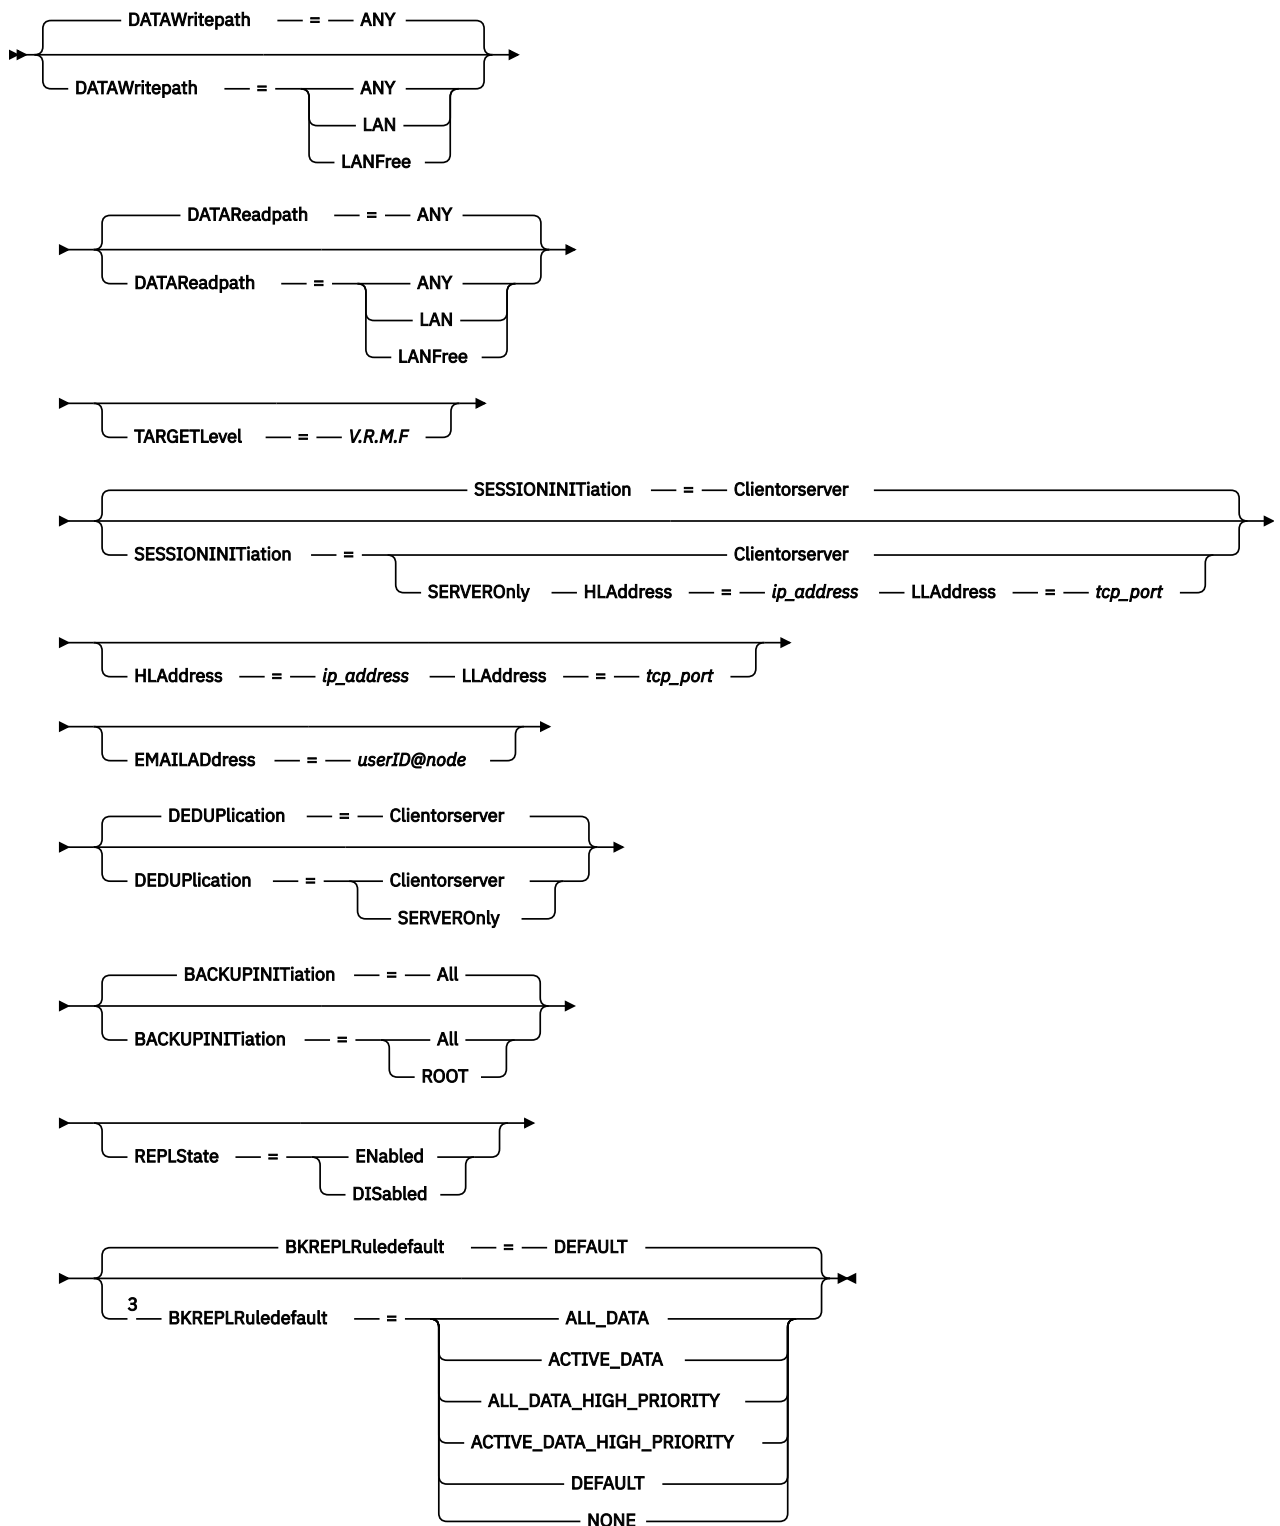 DATAWritepath = ANY
DATAWritepath = ANY
LAN
LANFree
DATAReadpath = ANY
DATAReadpath = ANY
LAN
LANFree
TARGETLevel = V.R.M.F
SESSIONINITiation = Clientorserver
SESSIONINITiation = Clientorserver
SERVEROnly HLAddress = ip_address LLAddress = tcp_port
HLAddress = ip_address LLAddress = tcp_port
EMAILADdress = userID@node
DEDUPlication = Clientorserver
DEDUPlication = Clientorserver
SERVEROnly
BACKUPINITiation = All
BACKUPINITiation = All
ROOT
REPLState = ENabled
DISabled
BKREPLRuledefault = DEFAULT
3 BKREPLRuledefault = ALL_DATA
ACTIVE_DATA
ALL_DATA_HIGH_PRIORITY
ACTIVE_DATA_HIGH_PRIORITY
DEFAULT
NONE